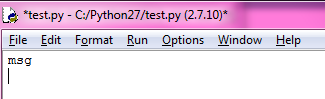 *test.py - C:/Python27/test.py (2.7.10)*
File Edit Format Run Options Window Help
msg